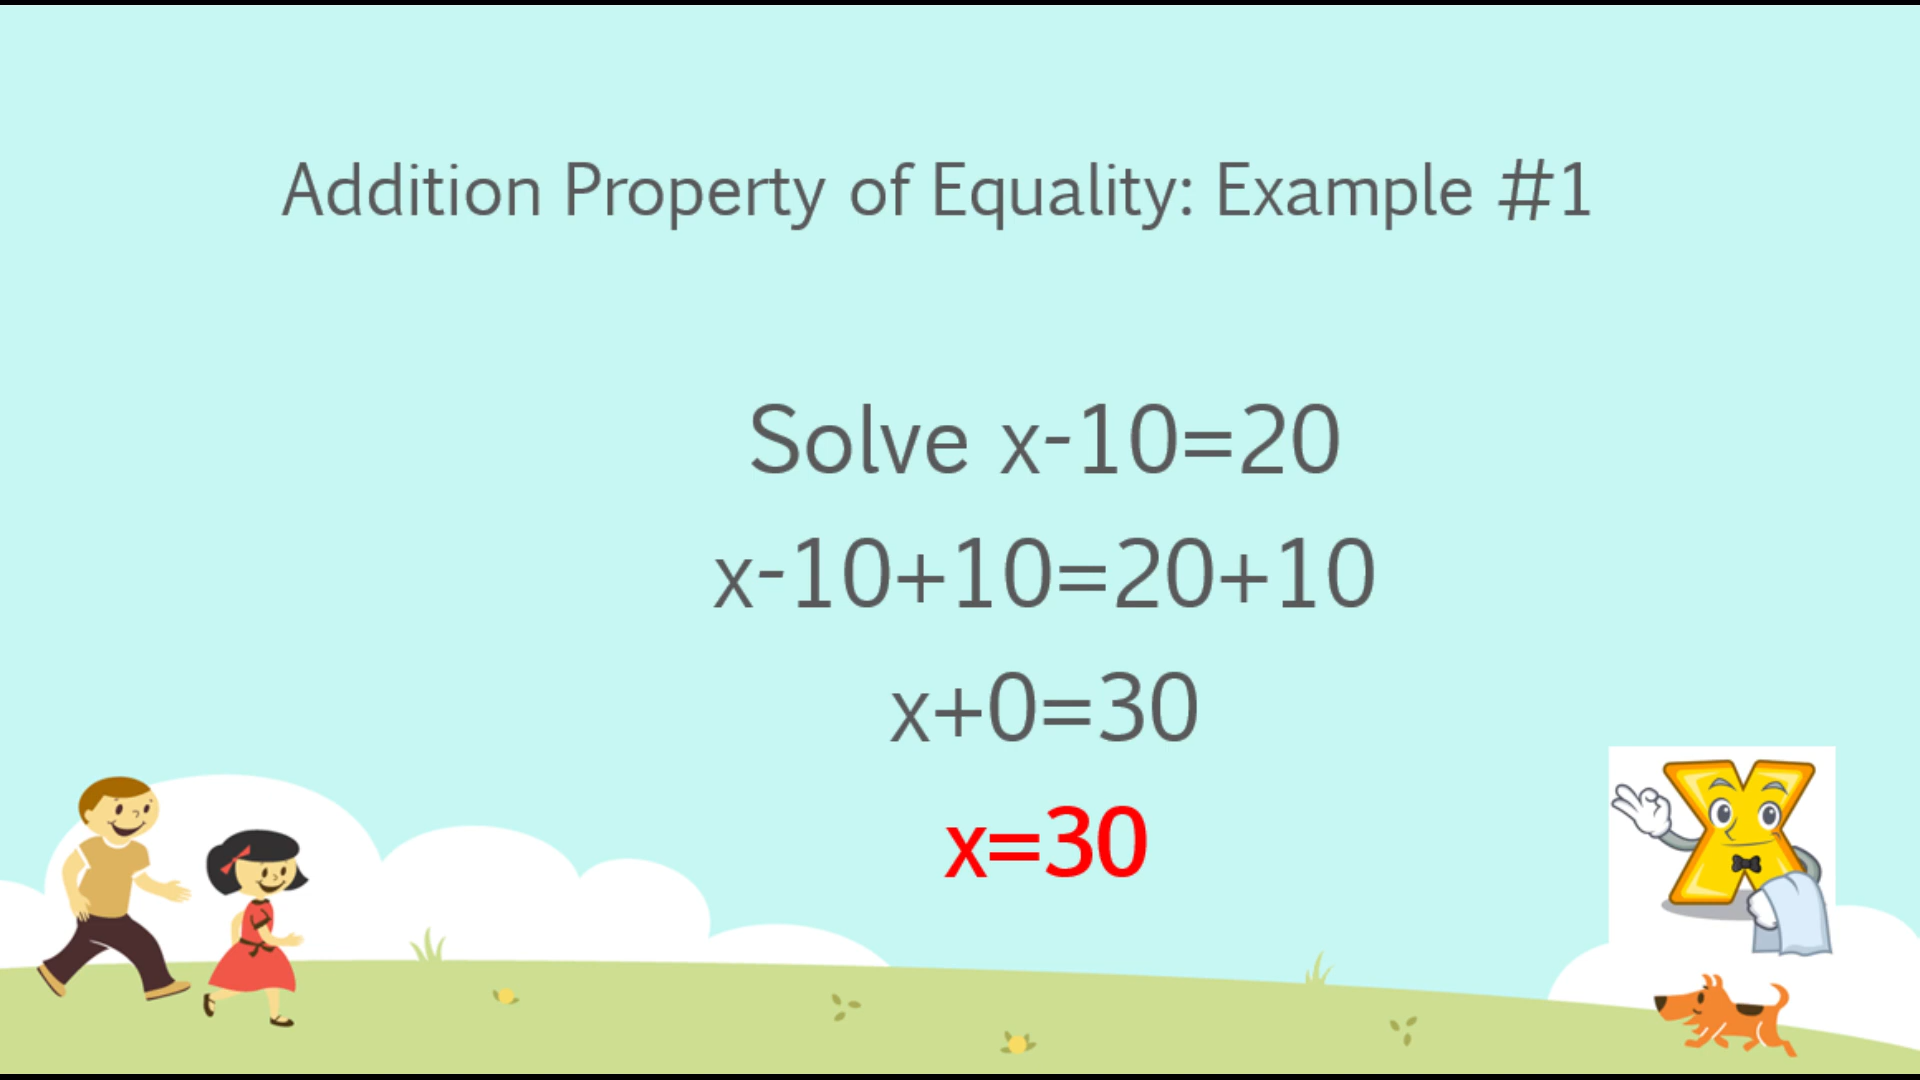 Addition Property of Equality: Example #1
Solve x-10=20
x-10+10=20+10
x+0=30
x=30